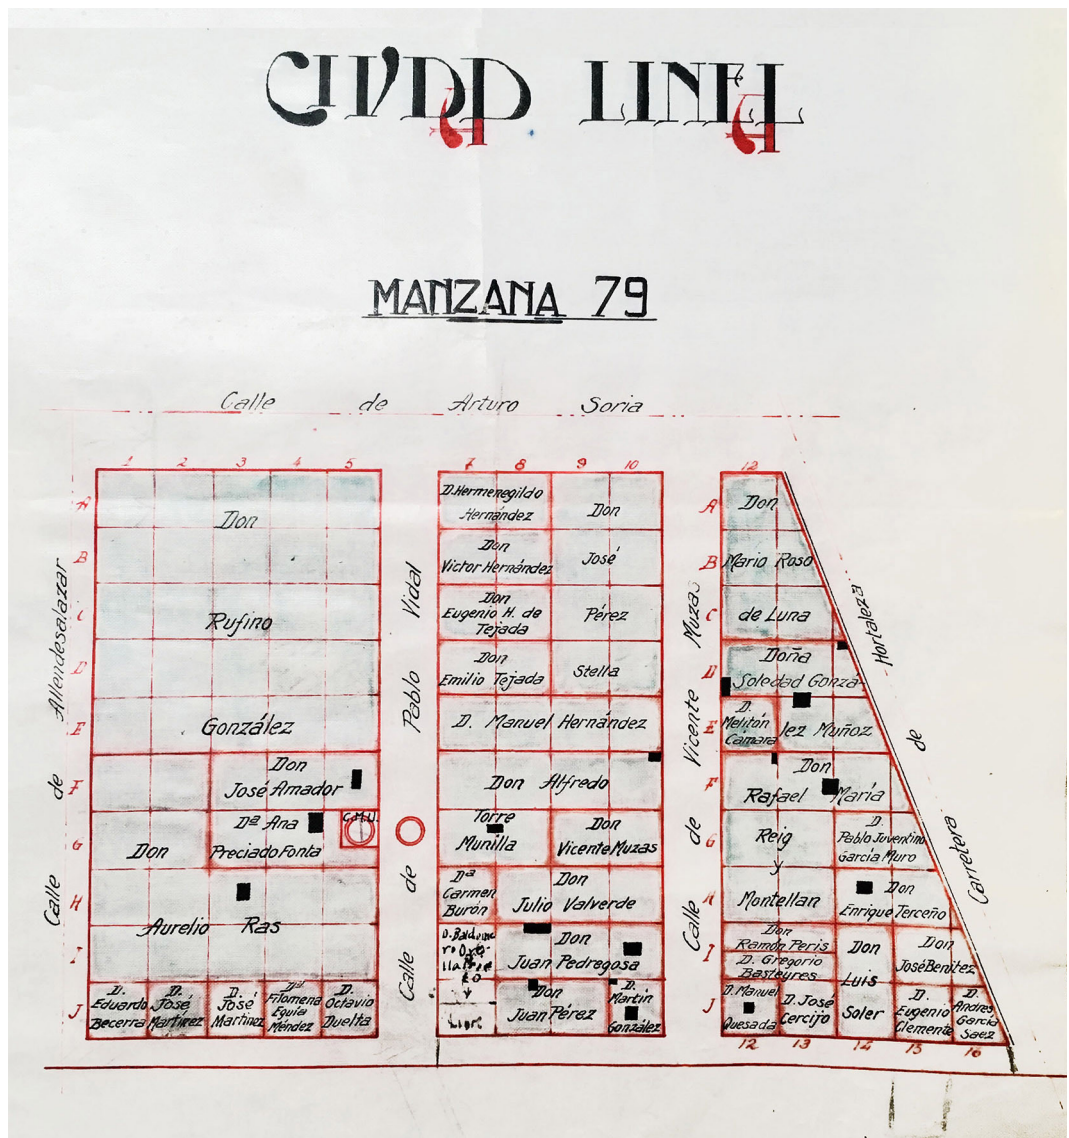 CIUDAD LINEAL
MANZANA 79
Calle de Arturo Soria
1 2 3 4 5
7 8 9 10
12
A
B
C
D
E
F
G
H
I
J
Calle de Allendesalazar
Don
Rufino
González
Don
José Amador
Dª Ana
Preciado Fonta
C.M.U.
Don
Aurelio Ras
D.
Eduardo
Becerra
D.
José
Martínez
D.
José
Martínez
Dª
Filomena
Eguía
Méndez
D.
Octavio
Duelta
Calle de Pablo Vidal
D. Hermenegildo
Hernández
Don
Victor Hernández
Don
Eugenio H. de
Tejada
Don
Emilio Tejada
Don
José
Pérez
Stella
D. Manuel Hernández
Don Alfredo
Torre
Munilla
Don
Vicente Muzas
Dª
Carmen
Burón
Don
Julio Valverde
Don
Juan Pedregosa
Don
Juan Pérez
D.
Martín
González
Libre
Calle de Vicente Muzas
A
B
C
D
E
F
G
H
I
J
Don
Mario Roso
de Luna
Doña
Soledad Gonzá-
lez Muñoz
D.
Melitón
Cámara
Don
Rafael María
Reig
y
Montellan
D.
Pablo Juventino
García Muro
Don
Enrique Terceño
Don
Ramón Peris
D. Gregorio
Basteyres
Don
Luis
Soler
Don
José Benítez
D. Manuel
Quesada
D. José
Cercijo
D.
Eugenio
Clemente
D.
Andres
García
Saez
12 13 14 15 16
Carretera de Hortaleza